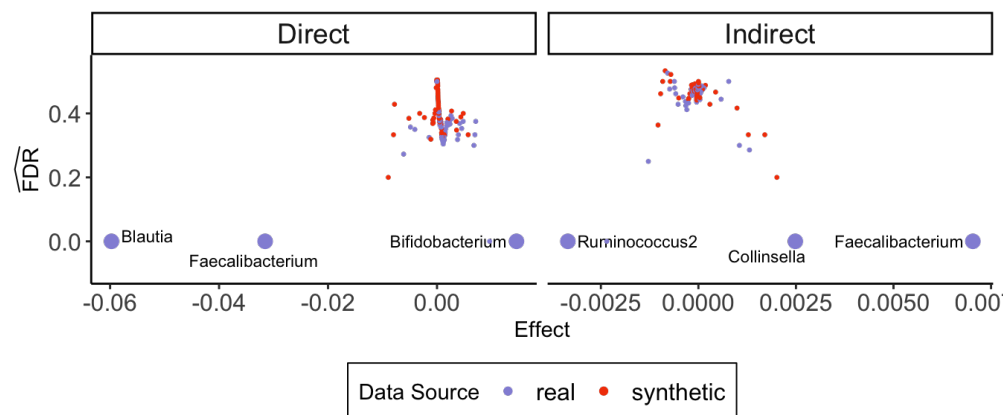 Direct
Indirect
0.4
0.2
0.0
FDR
Blautia
Faecalibacterium
Bifidobacterium
Ruminococcus2
Collinsella
Faecalibacterium
-0.06
-0.04
-0.02
0.00
-0.0025
0.0000
0.0025
0.0050
Effect
Data Source
real
synthetic